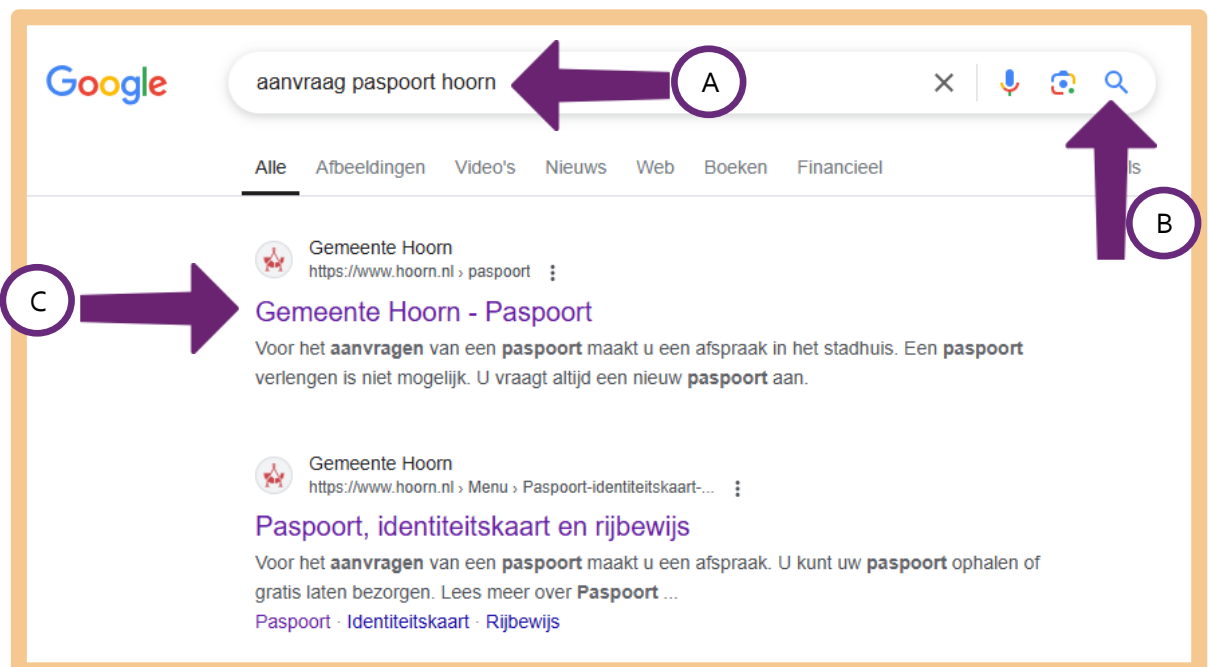 Google
aanvraag paspoort hoorn
A
Alle Afbeeldingen Video's Nieuws Web Boeken Financieel
B
Gemeente Hoorn
https://www.hoorn.nl › paspoort
C
Gemeente Hoorn - Paspoort
Voor het aanvragen van een paspoort maakt u een afspraak in het stadhuis. Een paspoort
verlengen is niet mogelijk. U vraagt altijd een nieuw paspoort aan.
Gemeente Hoorn
https://www.hoorn.nl › Menu › Paspoort-identiteitskaart-...
Paspoort, identiteitskaart en rijbewijs
Voor het aanvragen van een paspoort maakt u een afspraak. U kunt uw paspoort ophalen of
gratis laten bezorgen. Lees meer over Paspoort ...
Paspoort · Identiteitskaart · Rijbewijs